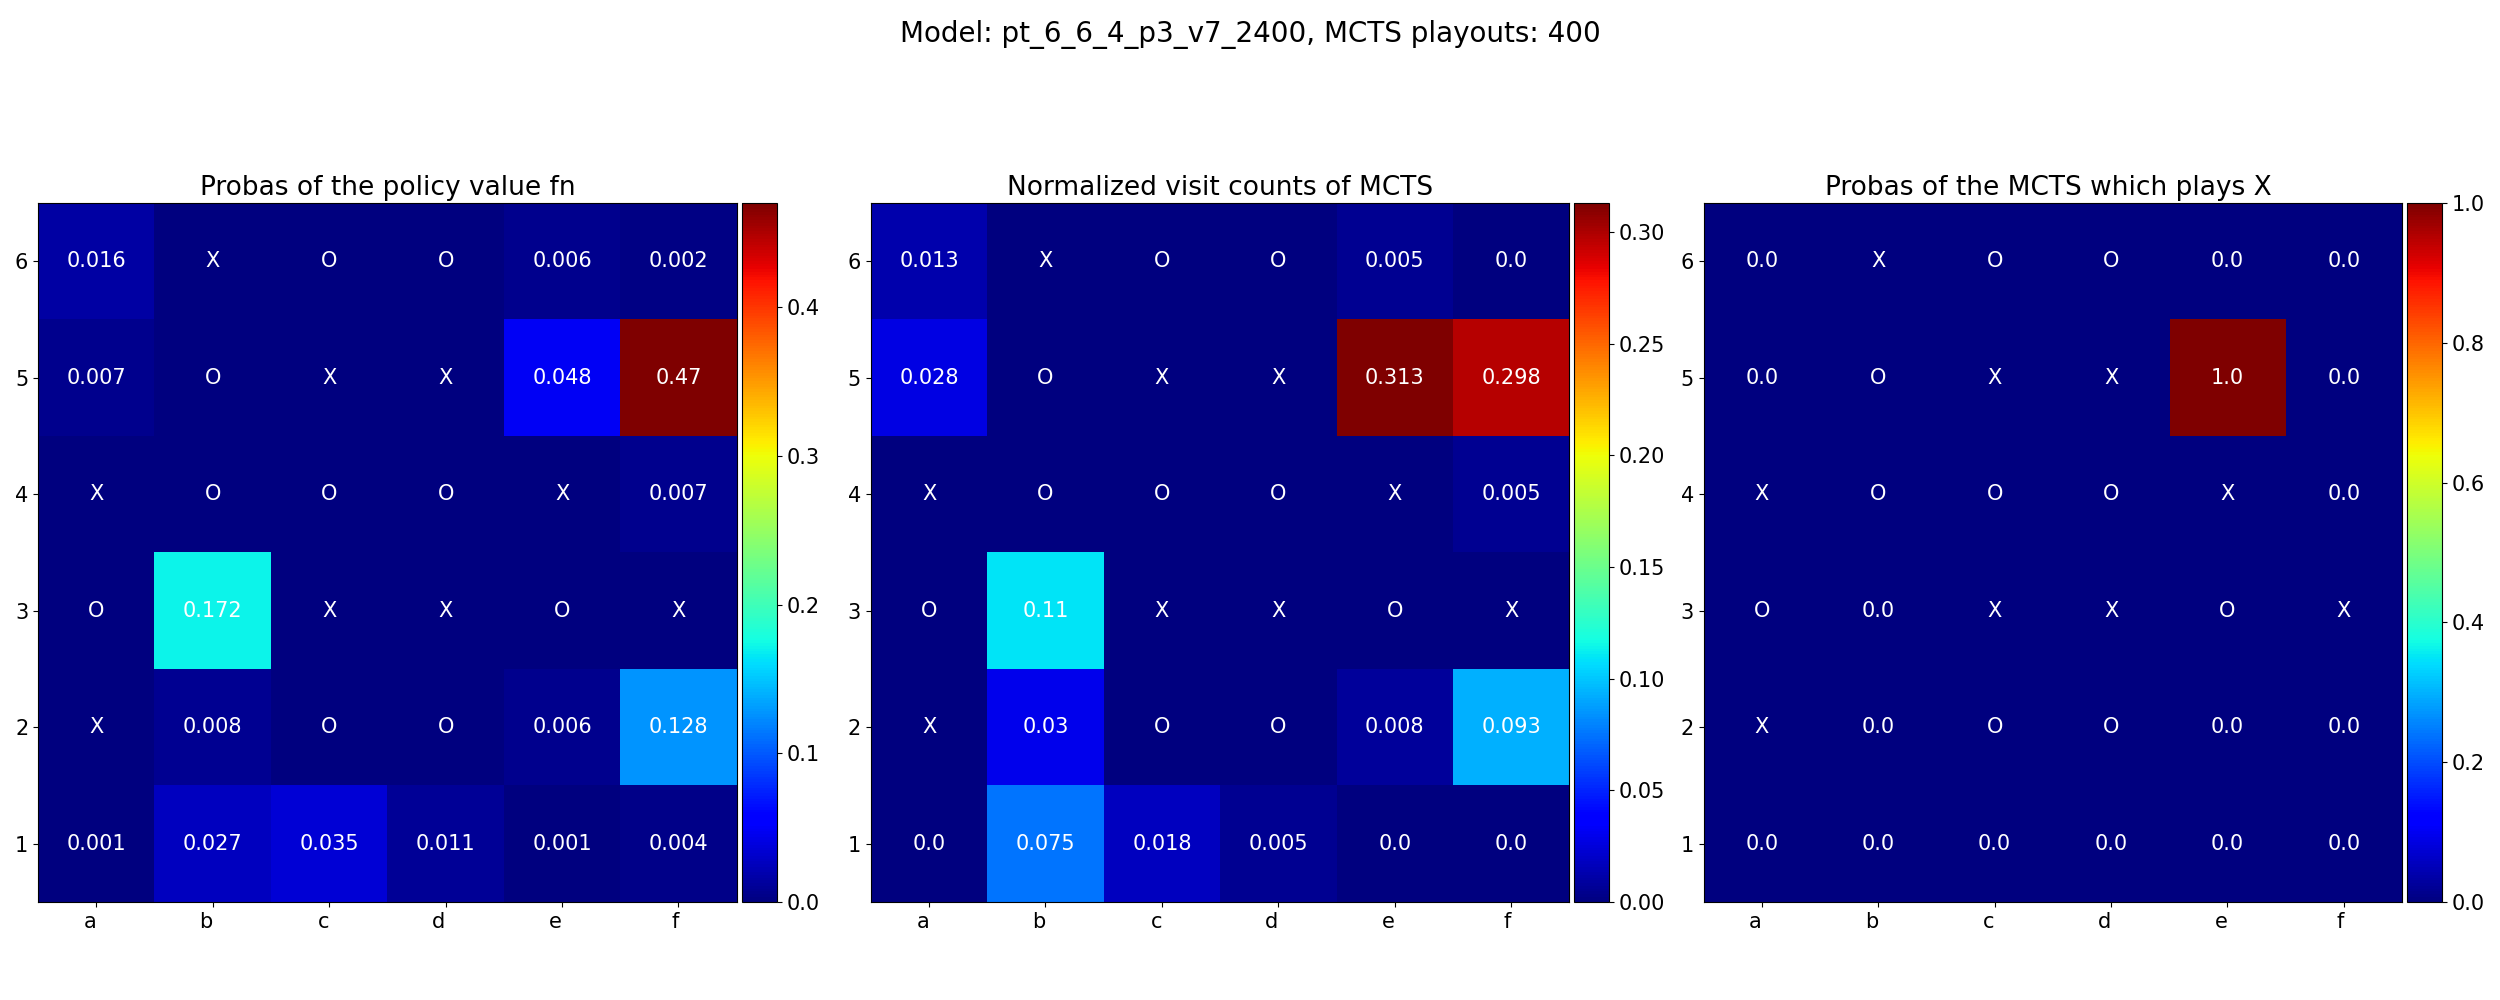 Model: pt_6_6_4_p3_v7_2400, MCTS playouts: 400
Probas of the policy value fn
6 0.016 X O O 0.006 0.002
5 0.007 O X X 0.048 0.47
4 X O O O X 0.007
3 O 0.172 X X O X
2 X 0.008 O O 0.006 0.128
1 0.001 0.027 0.035 0.011 0.001 0.004
a b c d e f
0.4
0.3
0.2
0.1
0.0
Normalized visit counts of MCTS
6 0.013 X O O 0.005 0.0
5 0.028 O X X 0.313 0.298
4 X O O O X 0.005
3 O 0.11 X X O X
2 X 0.03 O O 0.008 0.093
1 0.0 0.075 0.018 0.005 0.0 0.0
a b c d e f
0.30
0.25
0.20
0.15
0.10
0.05
0.00
Probas of the MCTS which plays X
6 0.0 X O O 0.0 0.0
5 0.0 O X X 1.0 0.0
4 X O O O X 0.0
3 O 0.0 X X O X
2 X 0.0 O O 0.0 0.0
1 0.0 0.0 0.0 0.0 0.0 0.0
a b c d e f
1.0
0.8
0.6
0.4
0.2
0.0